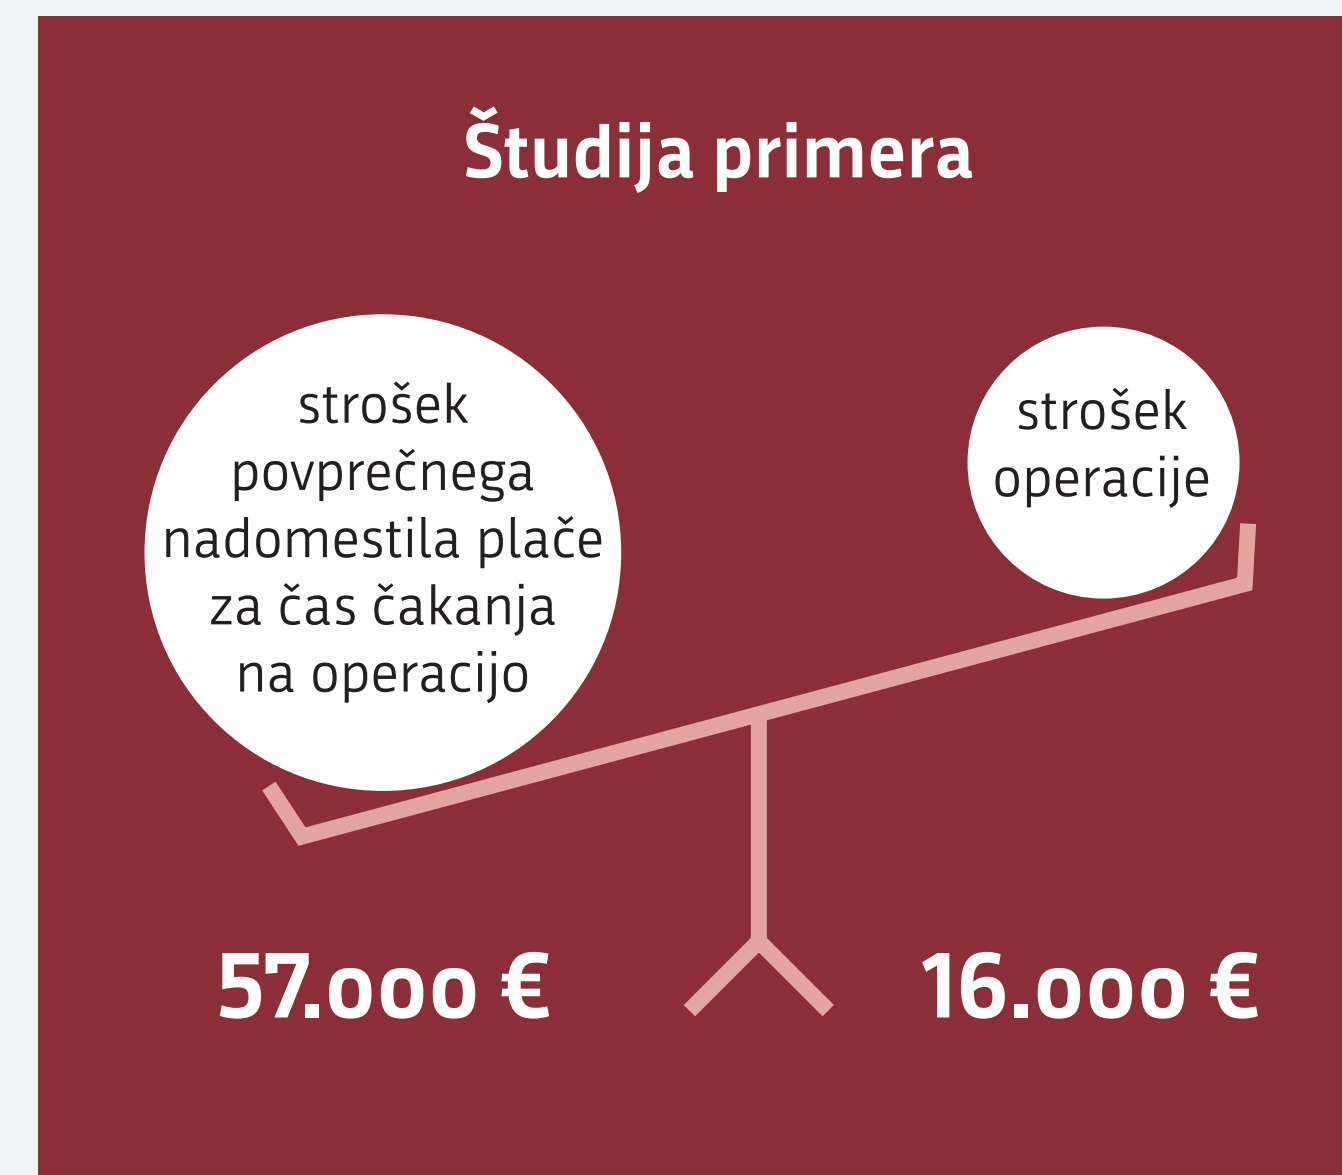 Študija primera
strošek
povprečnega
nadomestila plače
za čas čakanja
na operacijo
strošek
operacije
57.000 €
16.000 €